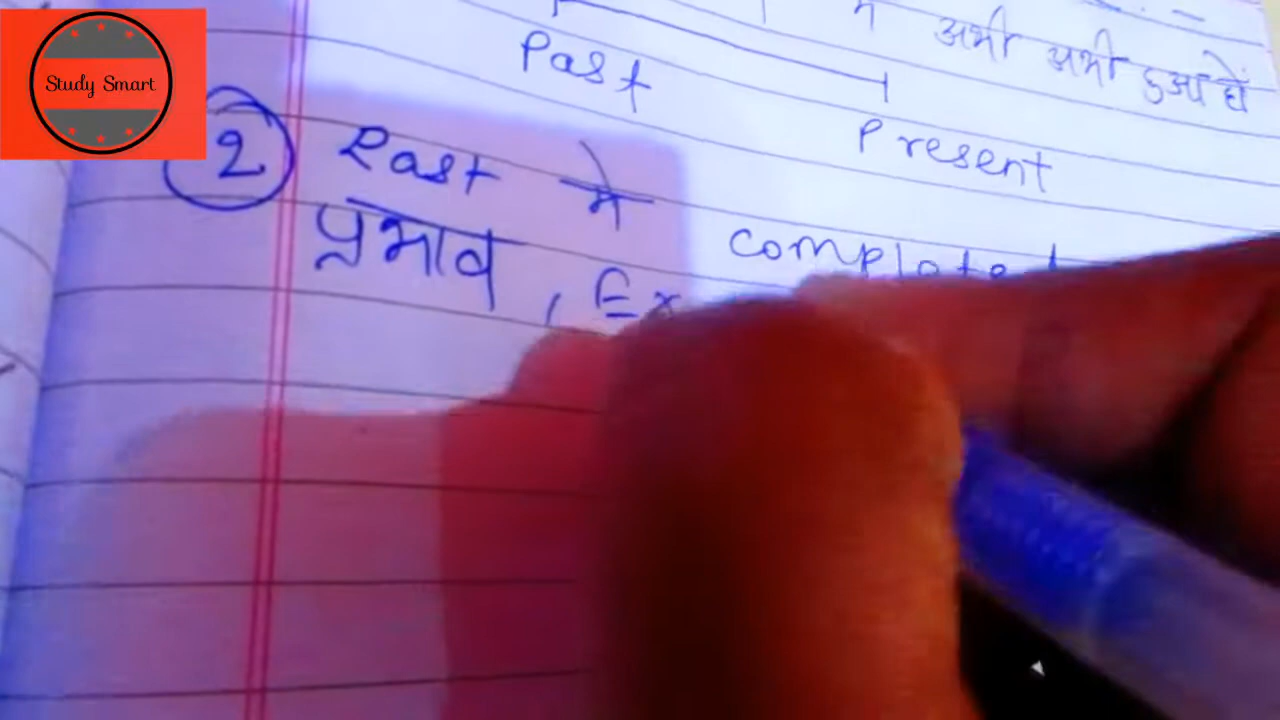 Study Smart
अभी अभी हुआ है
Past
Present
2 Past में complete
प्रभाव , Ex